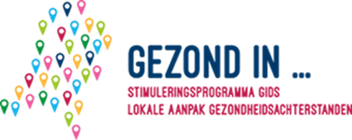 GEZOND IN ...
STIMULERINGSPROGRAMMA GIDS
LOKALE AANPAK GEZONDHEIDSACHTERSTANDEN